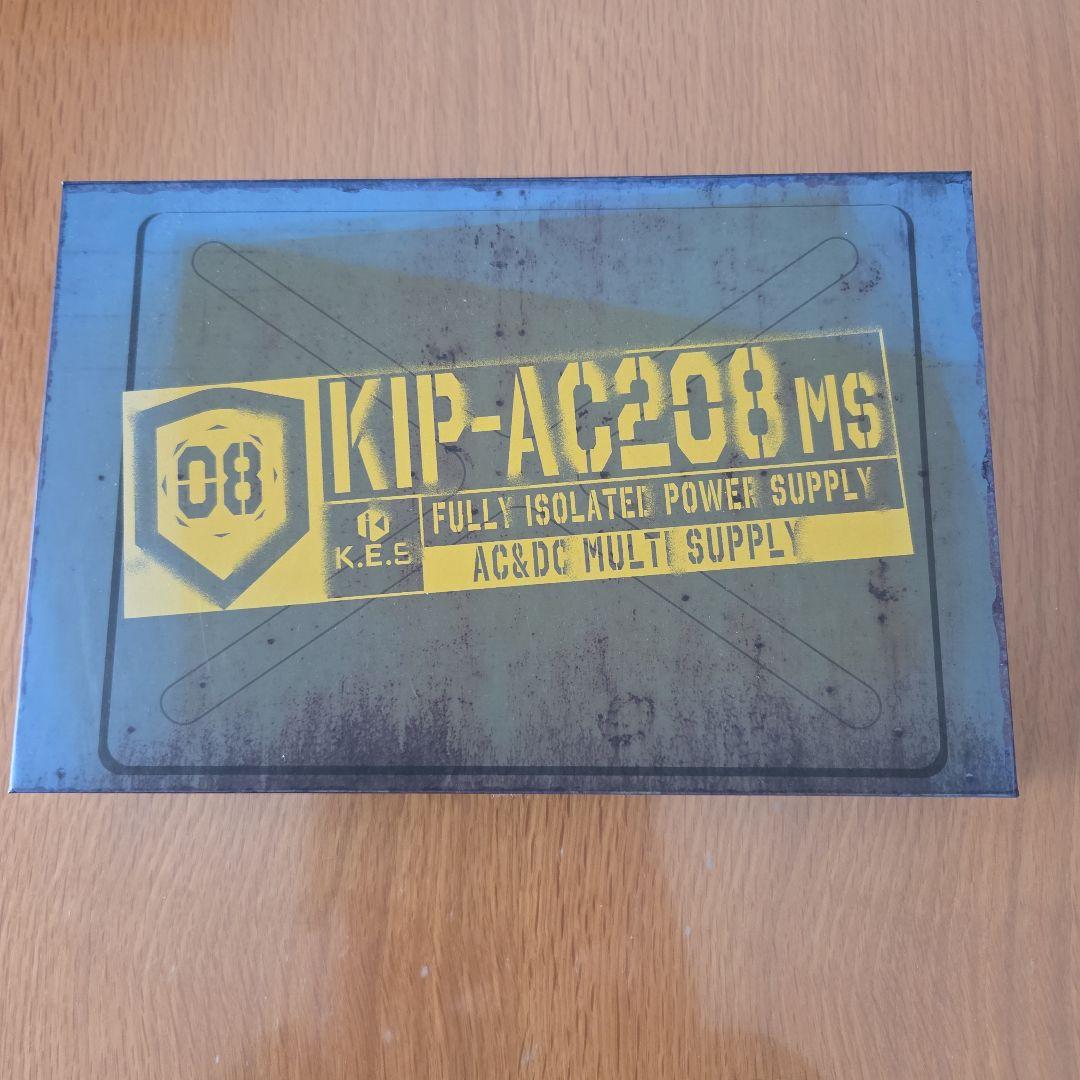 08
KIP-AC208 MS
K.E.S
FULLY ISOLATED POWER SUPPLY
AC&DC MULTI SUPPLY